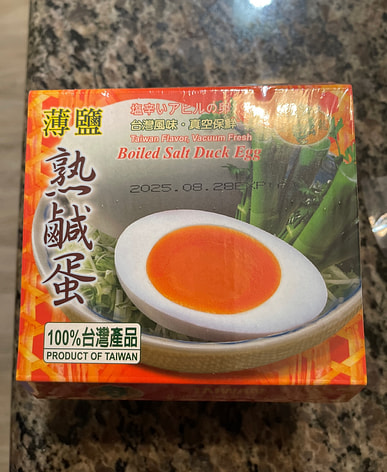 薄鹽
熟鹹蛋
塩辛いアヒルの卵
台灣風味・真空保鮮
Taiwan Flavor, Vacuum Fresh
Boiled Salt Duck Egg
2025.08.28EXP
100%台灣產品
PRODUCT OF TAIWAN